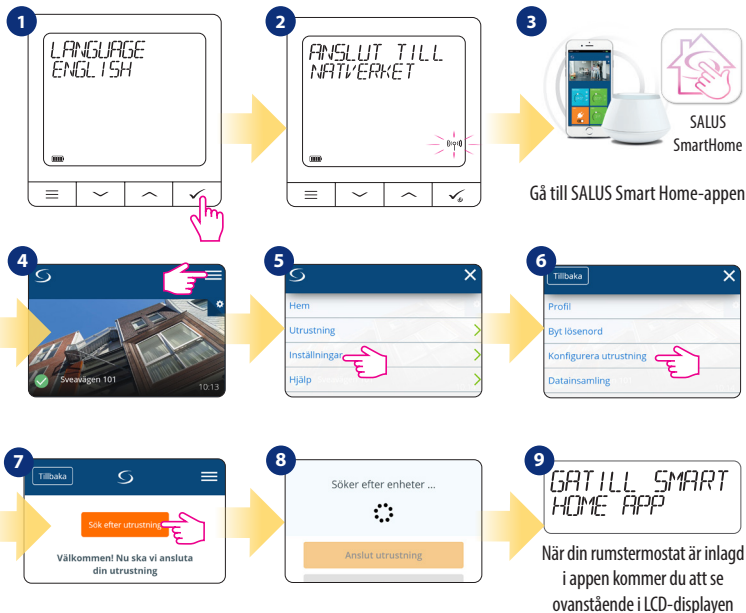 1
LANGUAGE
ENGLISH
2
ANSLUT TILL
NATVERKET
3
SALUS
SmartHome
Gå till SALUS Smart Home-appen
4
Sveavägen 101
10:13
5
Hem
Utrustning
Inställningar
Hjälp
6
Tillbaka
Profil
Byt lösenord
Konfigurera utrustning
Datainsamling
7
Tillbaka
Sök efter utrustning
Välkommen! Nu ska vi ansluta
din utrustning
8
Söker efter enheter ...
Anslut utrustning
9
GATILL SMART
HOME APP
När din rumstermostat är inlagd
i appen kommer du att se
ovanstående i LCD-displayen